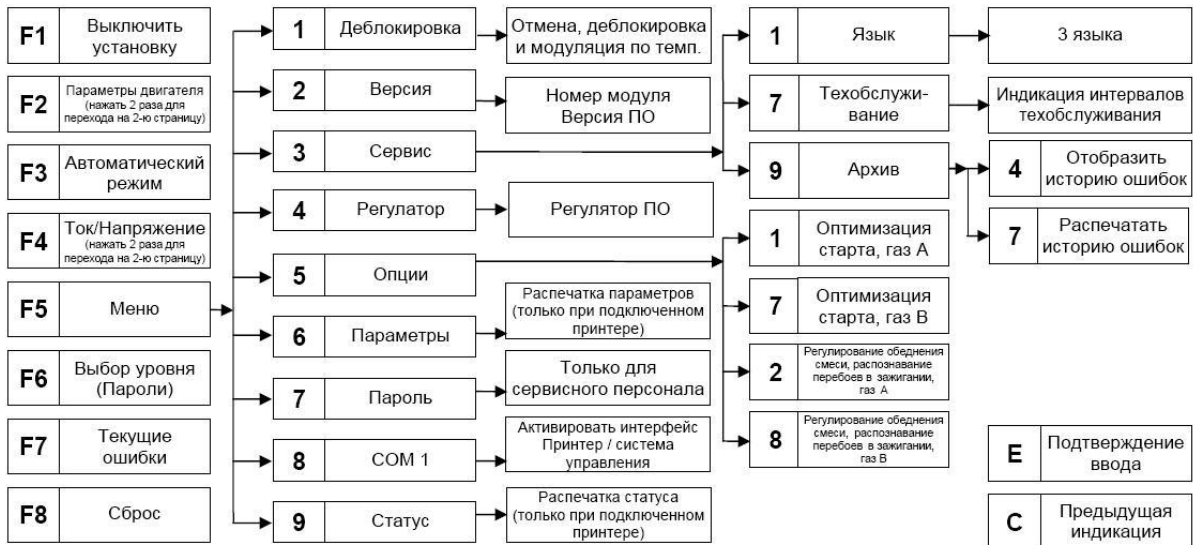 F1
Выключить
установку
F2
Параметры двигателя
(нажать 2 раза для
перехода на 2-ю страницу)
F3
Автоматический
режим
F4
Ток/Напряжение
(нажать 2 раза для
перехода на 2-ю страницу)
F5
Меню
F6
Выбор уровня
(Пароли)
F7
Текущие
ошибки
F8
Сброс
1
Деблокировка
Отмена, деблокировка
и модуляция по темп.
2
Версия
Номер модуля
Версия ПО
3
Сервис
4
Регулатор
Регулятор ПО
5
Опции
6
Параметры
Распечатка параметров
(только при подключенном
принтере)
7
Пароль
Только для
сервисного персонала
8
COM 1
Активировать интерфейс
Принтер / система
управления
9
Статус
Распечатка статуса
(только при подключенном
принтере)
1
Язык
3 языка
7
Техобслужи-
вание
Индикация интервалов
техобслуживания
9
Архив
4
Отобразить
историю ошибок
7
Распечатать
историю ошибок
1
Оптимизация
старта, газ А
7
Оптимизация
старта, газ В
2
Регулирование обеднения
смеси, распознавание
перебоев в зажигании,
газ А
8
Регулирование обеднения
смеси, распознавание
перебоев в зажигании,
газ В
E
Подтверждение
ввода
C
Предыдущая
индикация